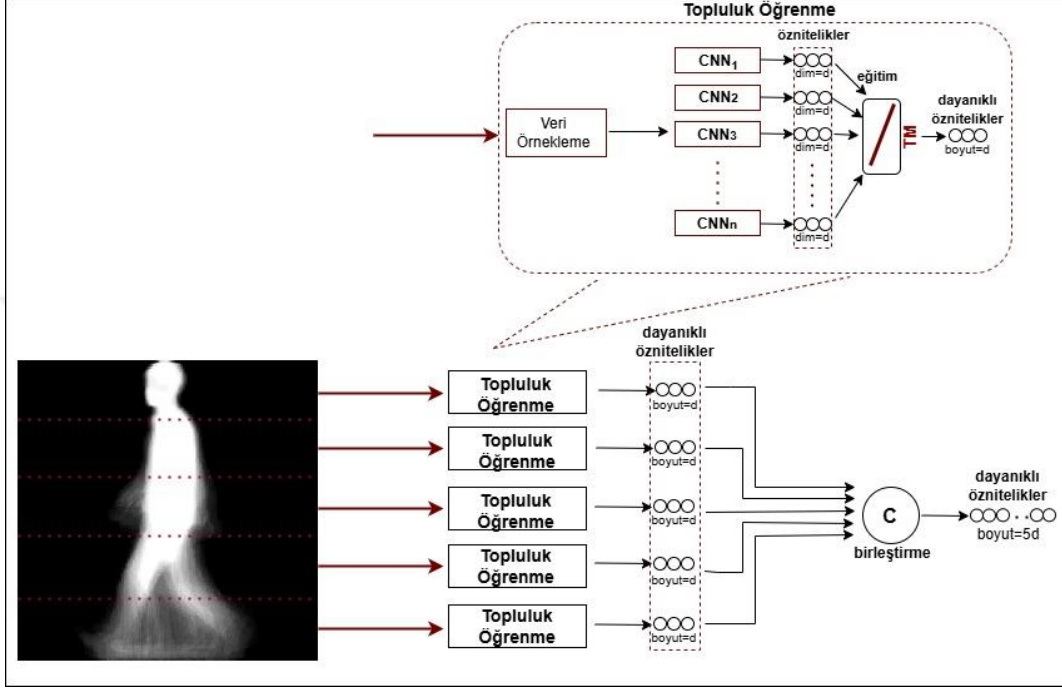 Topluluk Öğrenme
öznitelikler
CNN1
dim=d
eğitim
CNN2
dim=d
dayanıklı
öznitelikler
Veri
Örnekleme
CNN3
dim=d
TM
boyut=d
CNNn
dim=d
dayanıklı
öznitelikler
Topluluk
Öğrenme
boyut=d
Topluluk
Öğrenme
boyut=d
Topluluk
Öğrenme
boyut=d
Topluluk
Öğrenme
boyut=d
Topluluk
Öğrenme
boyut=d
C
birleştirme
dayanıklı
öznitelikler
boyut=5d